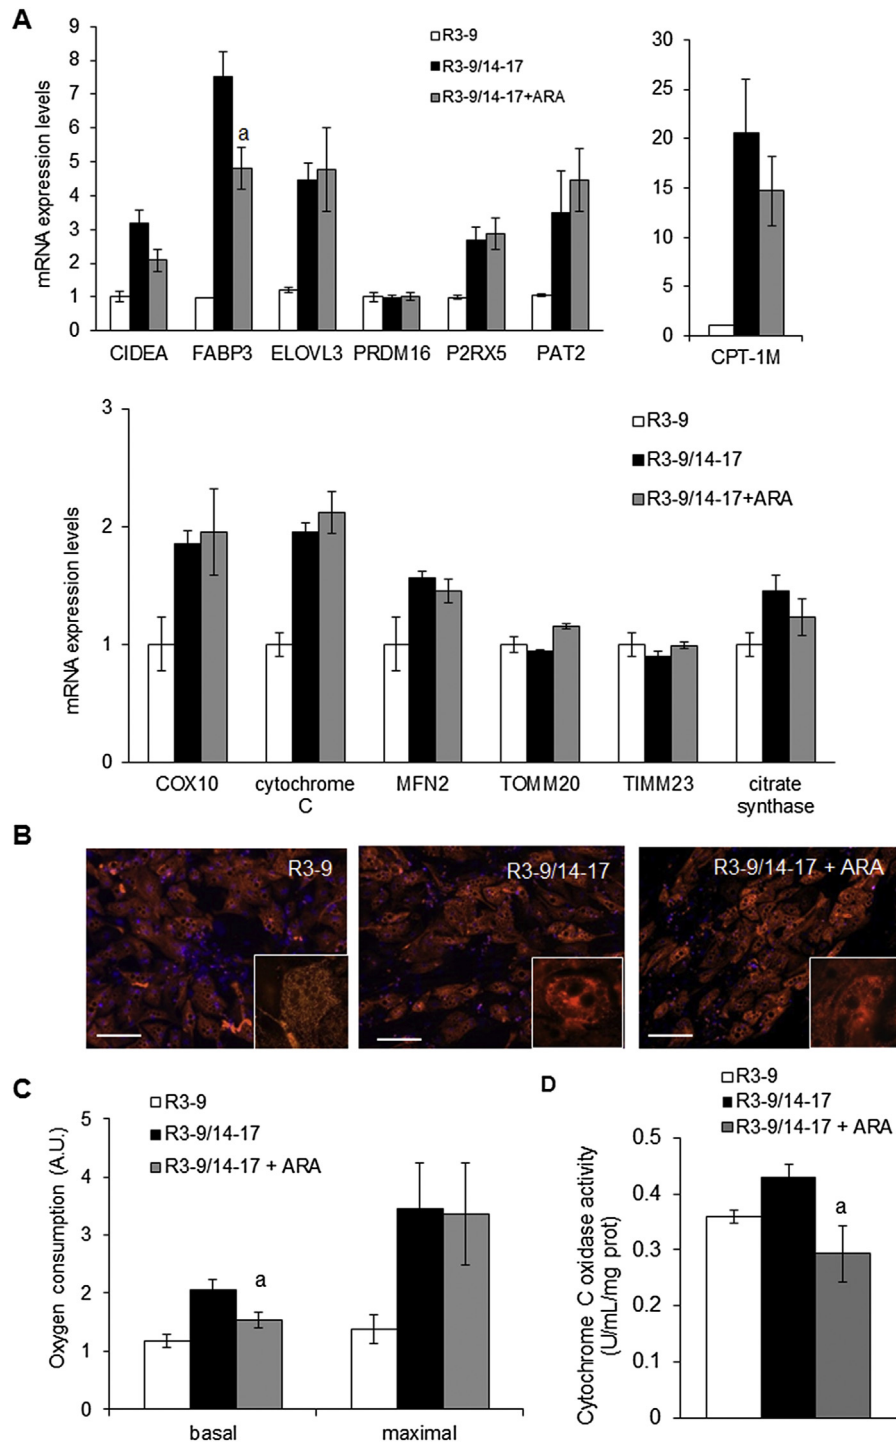 A
mRNA expression levels
9
8
7
6
5
4
3
2
1
0
R3-9
R3-9/14-17
R3-9/14-17+ARA
a
CIDEA FABP3 ELOVL3 PRDM16 P2RX5 PAT2
30
25
20
15
10
5
0
CPT-1M
mRNA expression levels
3
2
1
0
R3-9
R3-9/14-17
R3-9/14-17+ARA
COX10 cytochrome C MFN2 TOMM20 TIMM23 citrate synthase
B
R3-9
R3-9/14-17
R3-9/14-17 + ARA
C
R3-9
R3-9/14-17
R3-9/14-17 + ARA
Oxygen consumption (A.U.)
5
4
3
2
1
0
a
basal maximal
D
R3-9
R3-9/14-17
R3-9/14-17 + ARA
Cytochrome C oxidase activity
(U/mL/mg prot)
0.5
0.4
0.3
0.2
0.1
0
a